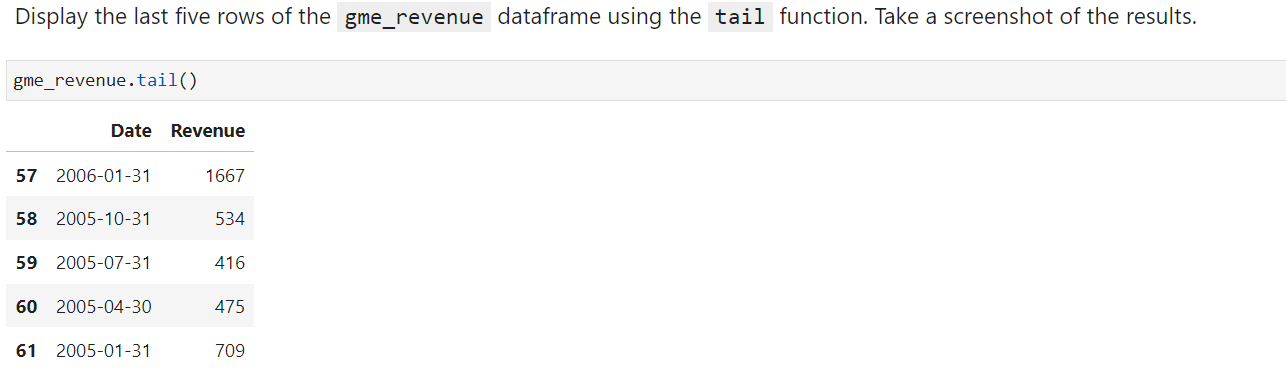 Display the last five rows of the gme_revenue dataframe using the tail function. Take a screenshot of the results.
gme_revenue.tail()
Date Revenue
57 2006-01-31 1667
58 2005-10-31 534
59 2005-07-31 416
60 2005-04-30 475
61 2005-01-31 709